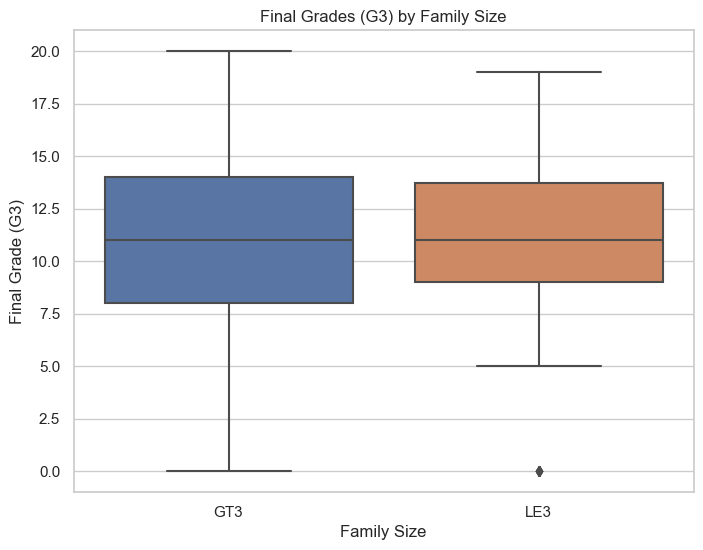 Final Grades (G3) by Family Size
20.0
17.5
15.0
12.5
10.0
7.5
5.0
2.5
0.0
Final Grade (G3)
GT3
LE3
Family Size